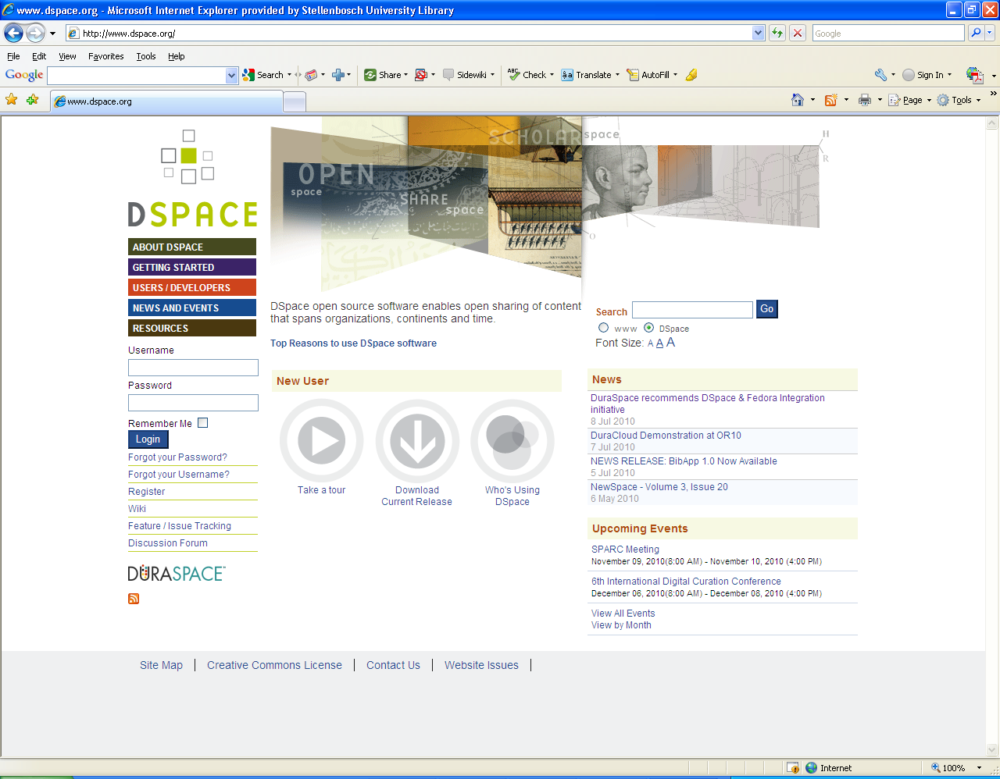 www.dspace.org - Microsoft Internet Explorer provided by Stellenbosch University Library
http://www.dspace.org/
Google
File Edit View Favorites Tools Help
Google Search Share Sidewiki Check Translate AutoFill Sign In
www.dspace.org
Page Tools
SCHOLAR
space
OPEN
space
SHARE
space
H
R R
O
DSPACE
ABOUT DSPACE
GETTING STARTED
USERS / DEVELOPERS
NEWS AND EVENTS
RESOURCES
Username
Password
Remember Me
Login
Forgot your Password?
Forgot your Username?
Register
Wiki
Feature / Issue Tracking
Discussion Forum
DURASPACE
DSpace open source software enables open sharing of content
that spans organizations, continents and time.
Top Reasons to use DSpace software
New User
Take a tour
Download
Current Release
Who's Using
DSpace
Search Go
www DSpace
Font Size: A A A
News
DuraSpace recommends DSpace & Fedora Integration
initiative
8 Jul 2010
DuraCloud Demonstration at OR10
7 Jul 2010
NEWS RELEASE: BibApp 1.0 Now Available
5 Jul 2010
NewSpace - Volume 3, Issue 20
6 May 2010
Upcoming Events
SPARC Meeting
November 09, 2010(8:00 AM) - November 10, 2010 (4:00 PM)
6th International Digital Curation Conference
December 06, 2010(8:00 AM) - December 08, 2010 (4:00 PM)
View All Events
View by Month
Site Map Creative Commons License Contact Us Website Issues
Internet 100%